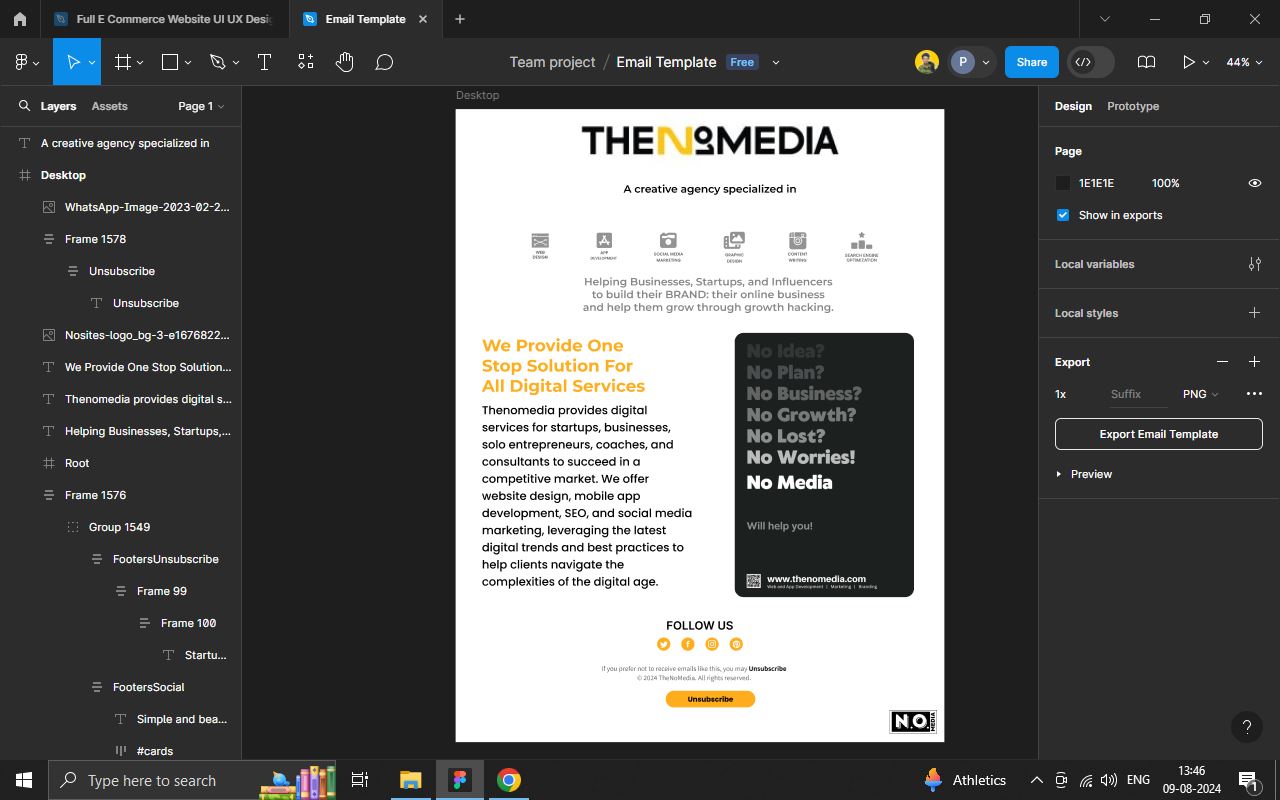 Full E Commerce Website UI UX Desi
Email Template
Team project / Email Template Free
P
Share
44%
Layers Assets Page 1
A creative agency specialized in
Desktop
WhatsApp-Image-2023-02-2...
Frame 1578
Unsubscribe
Unsubscribe
Nosites-logo_bg-3-e1676822...
We Provide One Stop Solution...
Thenomedia provides digital s...
Helping Businesses, Startups,...
Root
Frame 1576
Group 1549
FootersUnsubscribe
Frame 99
Frame 100
Startu...
FootersSocial
Simple and bea...
#cards
Desktop
THENOMEDIA
A creative agency specialized in
WEB
DESIGN
APP
DEVELOPMENT
SOCIAL MEDIA
MARKETING
GRAPHIC
DESIGN
CONTENT
WRITING
SEARCH ENGINE
OPTIMIZATION
Helping Businesses, Startups, and Influencers
to build their BRAND: their online business
and help them grow through growth hacking.
We Provide One
Stop Solution For
All Digital Services
Thenomedia provides digital
services for startups, businesses,
solo entrepreneurs, coaches, and
consultants to succeed in a
competitive market. We offer
website design, mobile app
development, SEO, and social media
marketing, leveraging the latest
digital trends and best practices to
help clients navigate the
complexities of the digital age.
No Idea?
No Plan?
No Business?
No Growth?
No Lost?
No Worries!
No Media
Will help you!
www.thenomedia.com
Web and App Development | Marketing | Branding
FOLLOW US
If you prefer not to receive emails like this, you may Unsubscribe
© 2024 TheNoMedia. All rights reserved.
Unsubscribe
N.O.
MEDIA
Design Prototype
Page
1E1E1E 100%
Show in exports
Local variables
Local styles
Export
1x Suffix PNG
Export Email Template
Preview
?
Type here to search
Athletics
ENG
13:46
09-08-2024
1